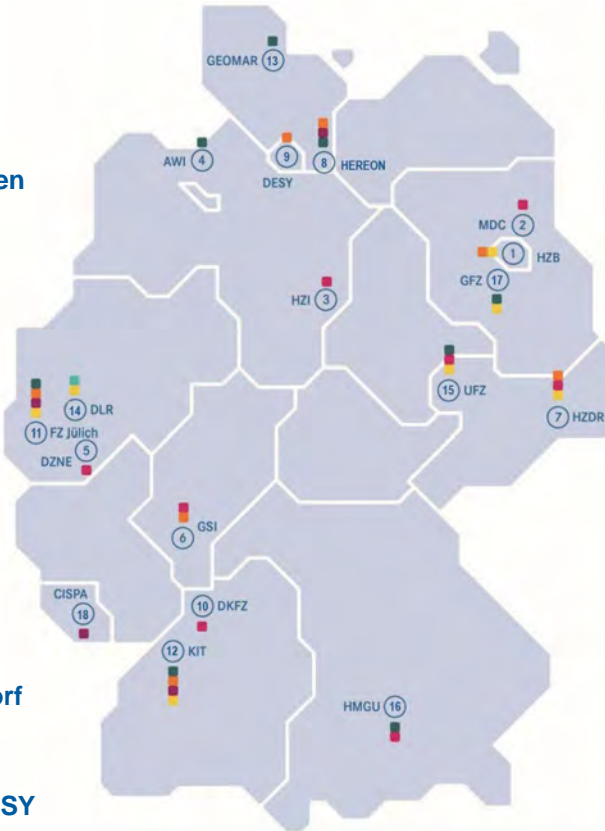 GEOMAR 13
AWI 4
9
DESY
8 HEREON
en
MDC 2
1 HZB
GFZ 17
HZI 3
15 UFZ
7 HZDR
14 DLR
11 FZ Jülich
5
DZNE
6 GSI
CISPA
18
10 DKFZ
12 KIT
orf
HMGU 16
SY